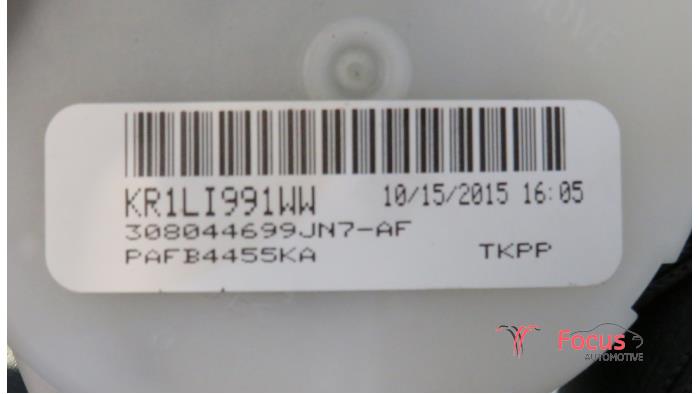 KR1LI991WW 10/15/2015 16:05
308044699JN7-AF
PAFB4455KA TKPP
Focus
AUTOMOTIVE